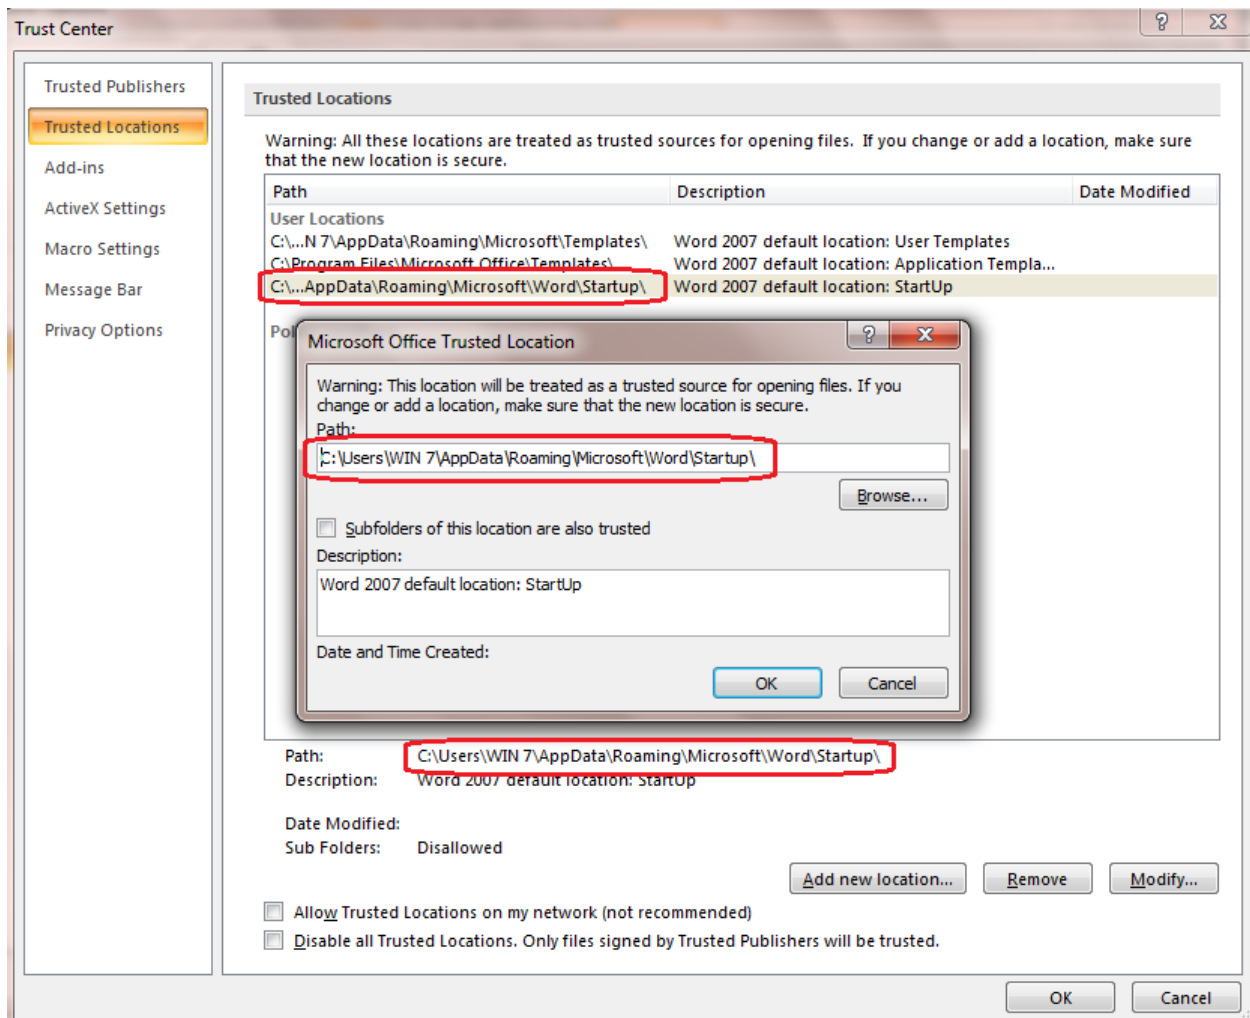 Trust Center
Trusted Publishers
Trusted Locations
Add-ins
ActiveX Settings
Macro Settings
Message Bar
Privacy Options
Trusted Locations
Warning: All these locations are treated as trusted sources for opening files. If you change or add a location, make sure
that the new location is secure.
Path Description Date Modified
User Locations
C:\...N 7\AppData\Roaming\Microsoft\Templates\ Word 2007 default location: User Templates
C:\Program Files\Microsoft Office\Templates\ Word 2007 default location: Application Templa...
C:\...AppData\Roaming\Microsoft\Word\Startup\ Word 2007 default location: StartUp
Pol
Microsoft Office Trusted Location
Warning: This location will be treated as a trusted source for opening files. If you
change or add a location, make sure that the new location is secure.
Path:
C:\Users\WIN 7\AppData\Roaming\Microsoft\Word\Startup\
Browse...
Subfolders of this location are also trusted
Description:
Word 2007 default location: StartUp
Date and Time Created:
OK Cancel
Path: C:\Users\WIN 7\AppData\Roaming\Microsoft\Word\Startup\
Description: Word 2007 default location: StartUp
Date Modified:
Sub Folders: Disallowed
Add new location... Remove Modify...
Allow Trusted Locations on my network (not recommended)
Disable all Trusted Locations. Only files signed by Trusted Publishers will be trusted.
OK Cancel